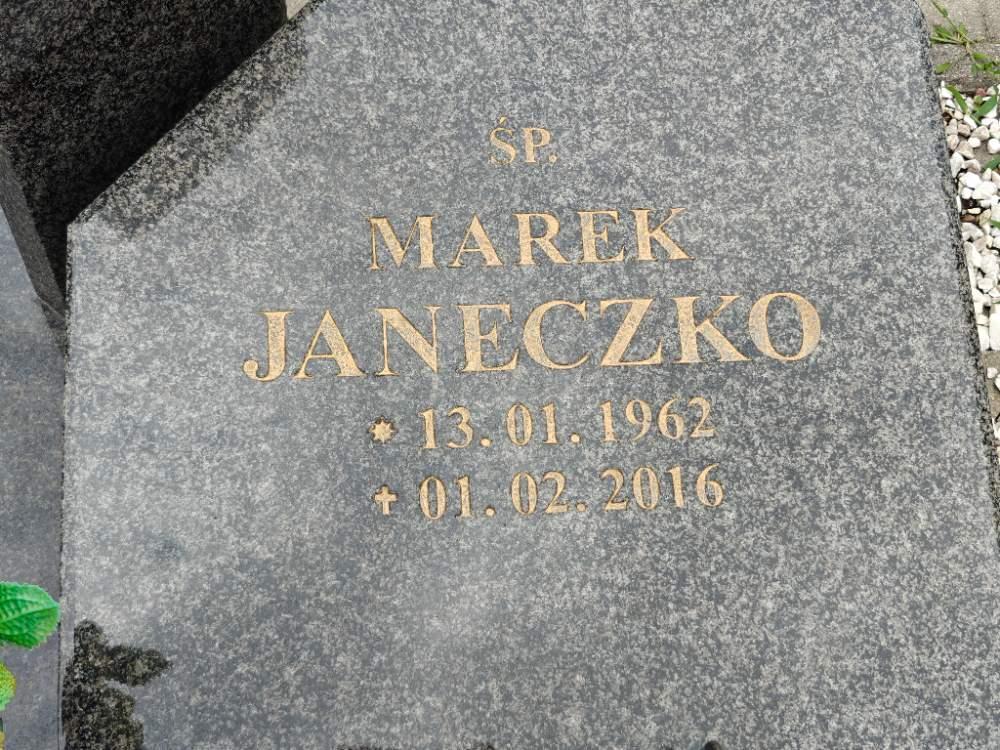 ŚP.
MAREK
JANECZKO
* 13.01.1962
✝ 01.02.2016